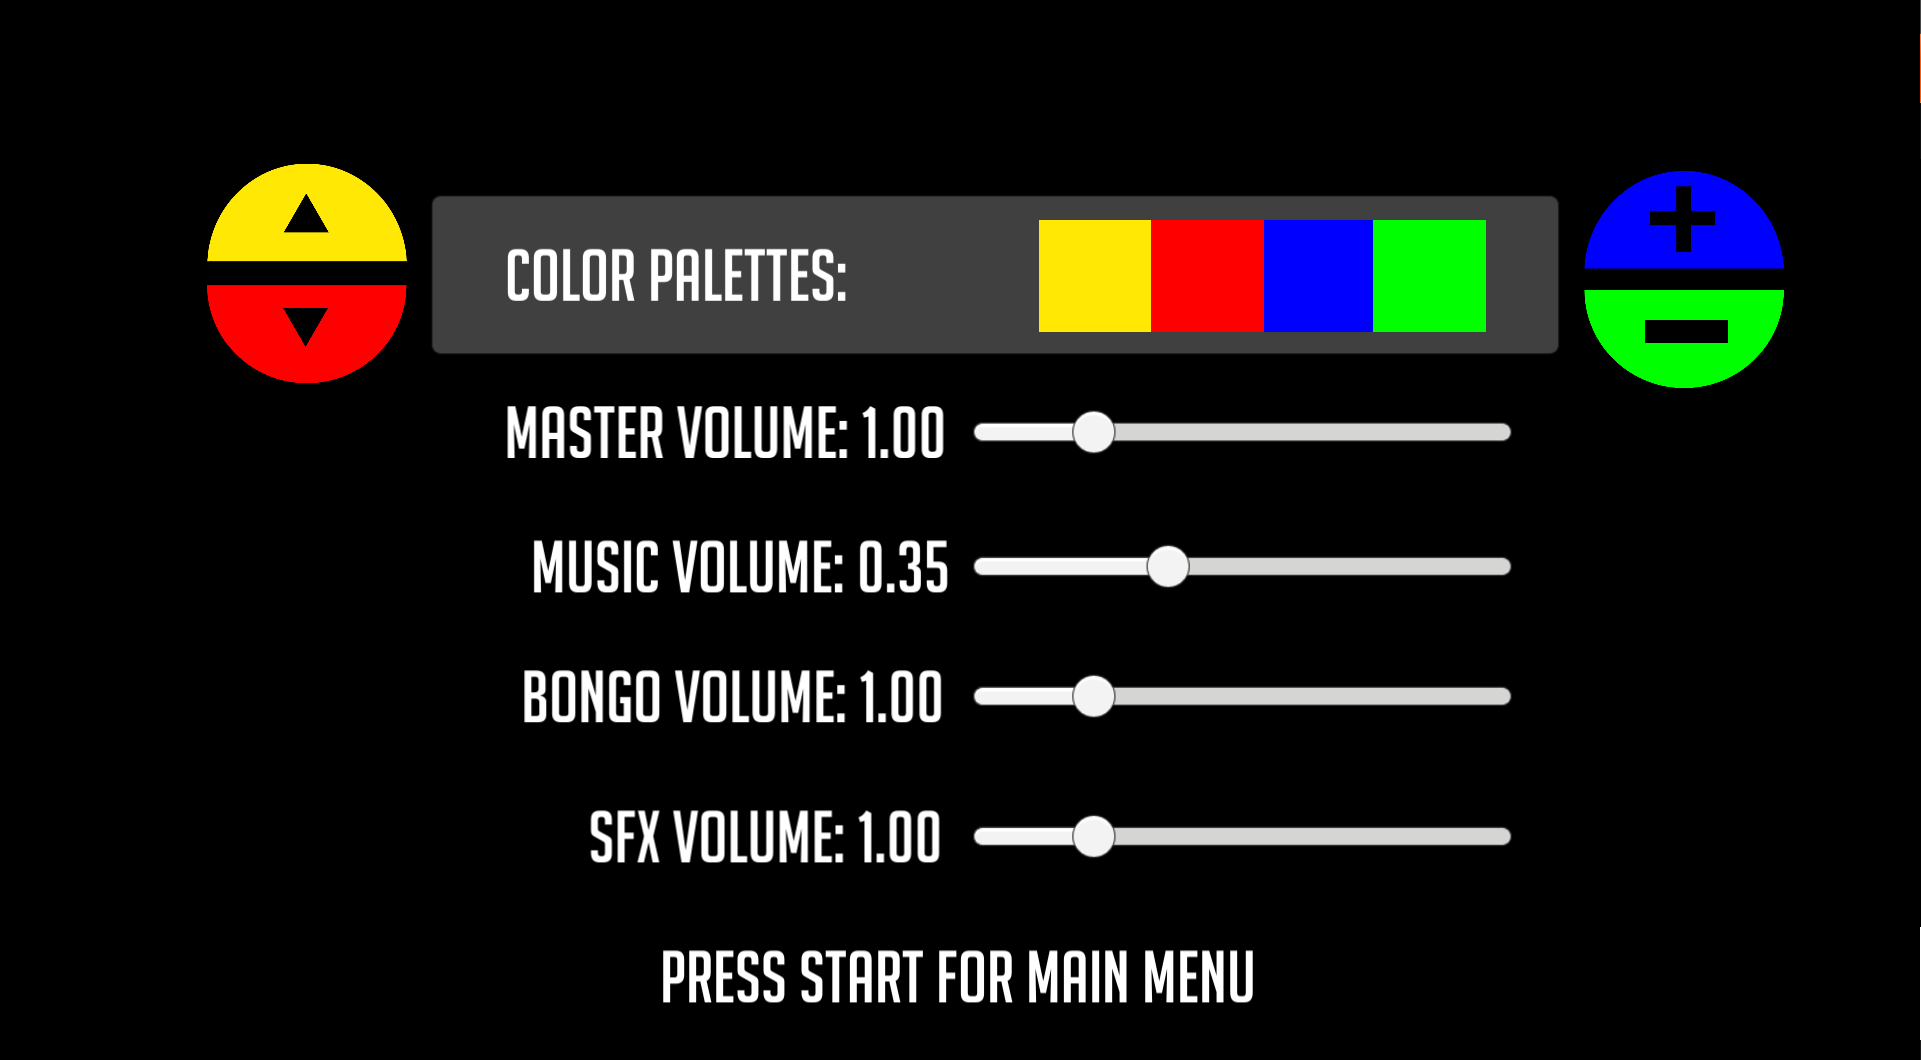 COLOR PALETTES:
MASTER VOLUME: 1.00
MUSIC VOLUME: 0.35
BONGO VOLUME: 1.00
SFX VOLUME: 1.00
PRESS START FOR MAIN MENU